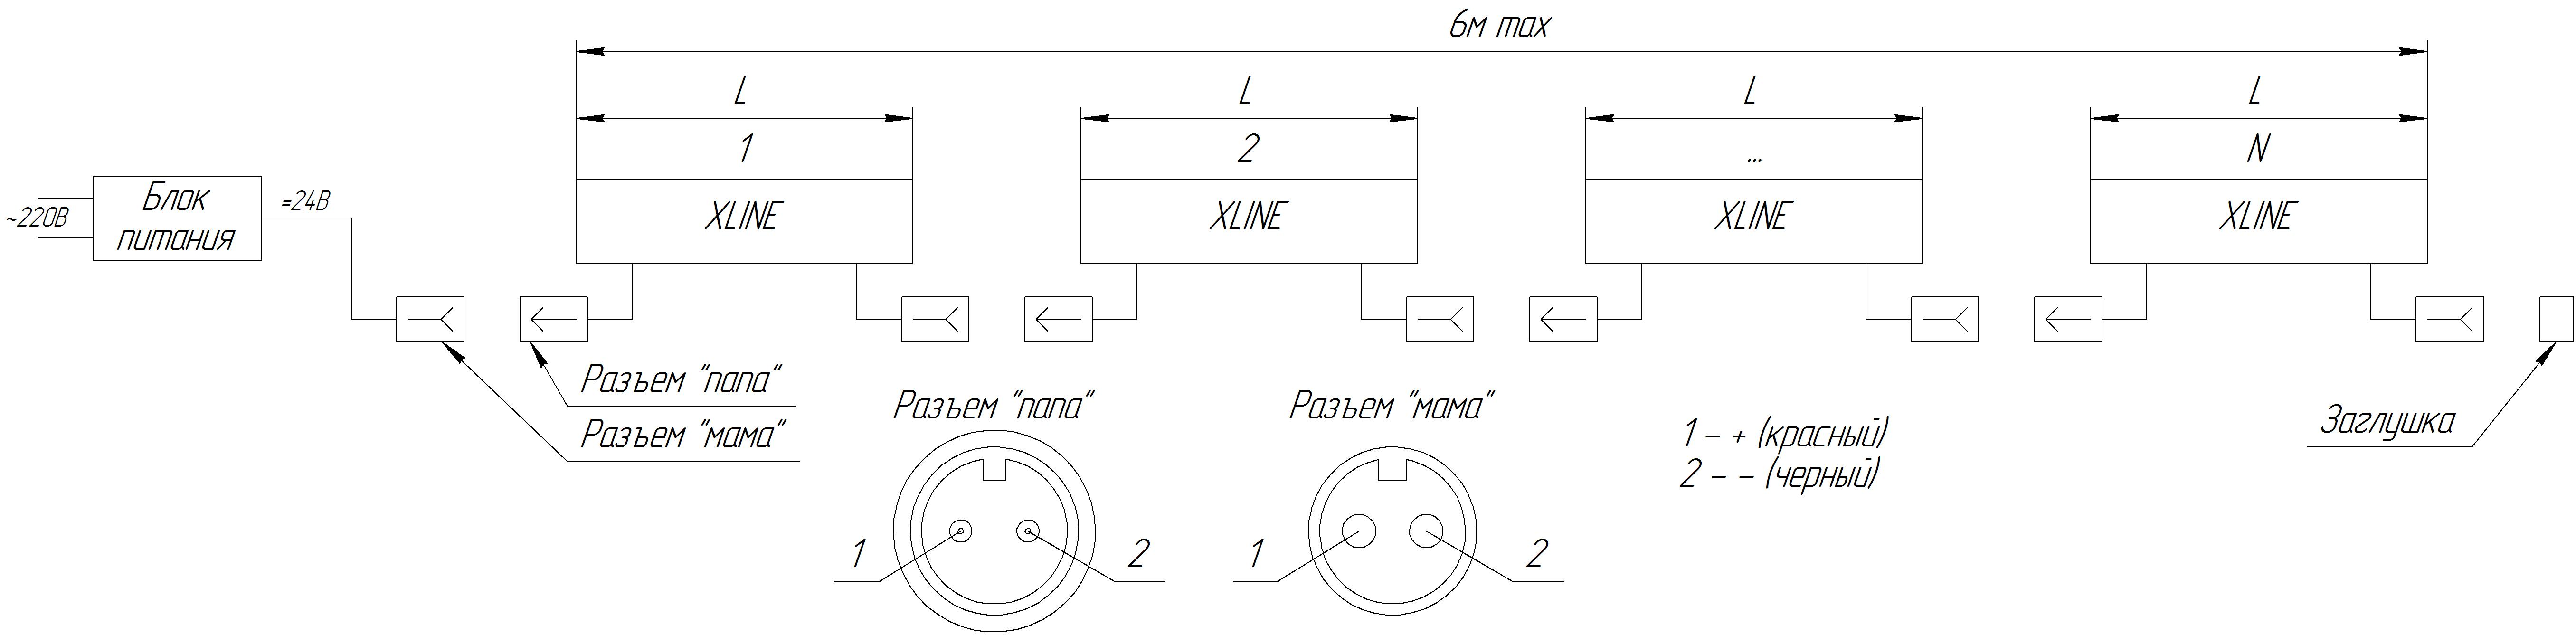 6м max
L L L L
1 2 ... N
~220В Блок питания =24В
XLINE XLINE XLINE XLINE
Разъем "папа"
Разъем "мама"
Разъем "папа"
1 2
Разъем "мама"
1 2
1 - + (красный)
2 - - (черный)
Заглушка